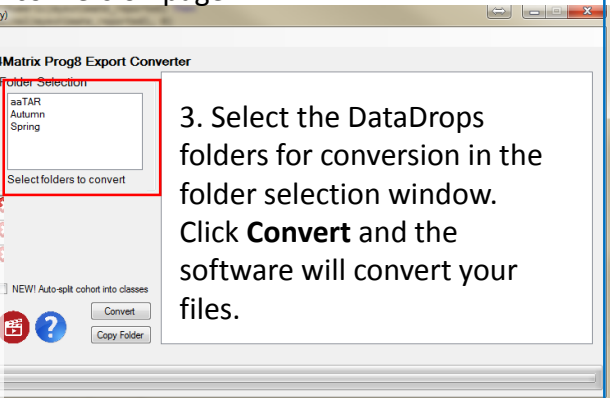 4Matrix Prog8 Export Converter
Folder Selection
aaTAR
Autumn
Spring
Select folders to convert
3. Select the DataDrops
folders for conversion in the
folder selection window.
Click Convert and the
software will convert your
files.
NEW! Auto-split cohort into classes
Convert
?
Copy Folder